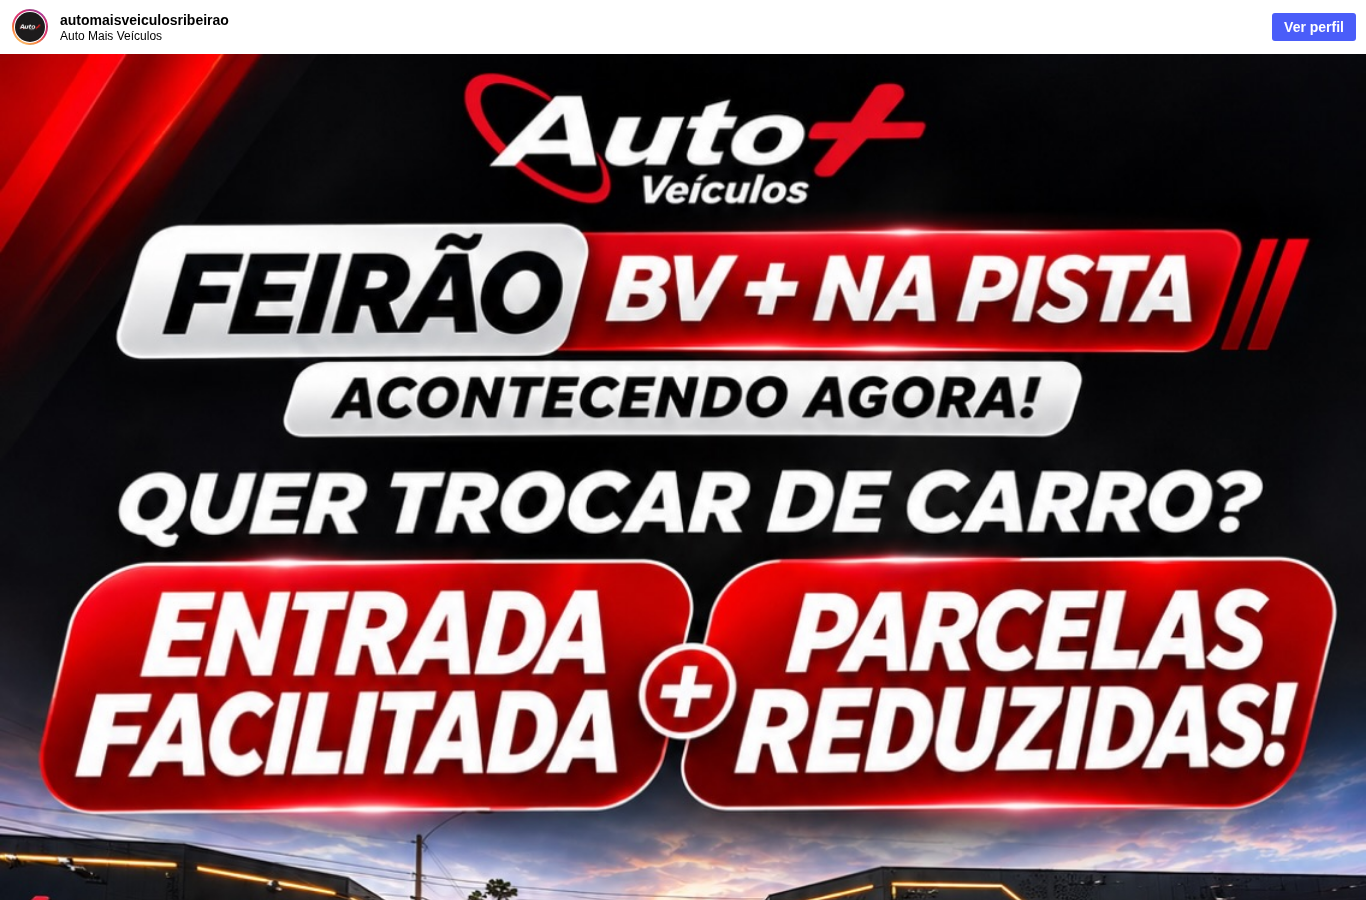 automaisveiculosribeirao
Auto Mais Veículos
Ver perfil
Auto+
Veículos
FEIRÃO BV + NA PISTA
ACONTECENDO AGORA!
QUER TROCAR DE CARRO?
ENTRADA
FACILITADA
+
PARCELAS
REDUZIDAS!